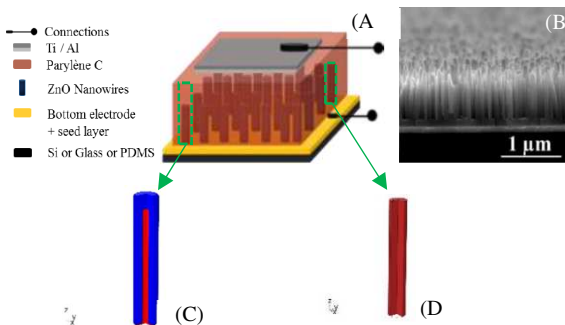 Connections
Ti / Al
Parylène C
ZnO Nanowires
Bottom electrode
+ seed layer
Si or Glass or PDMS
(A
(B
1 µm
(C)
(D
z
y
x
z
y